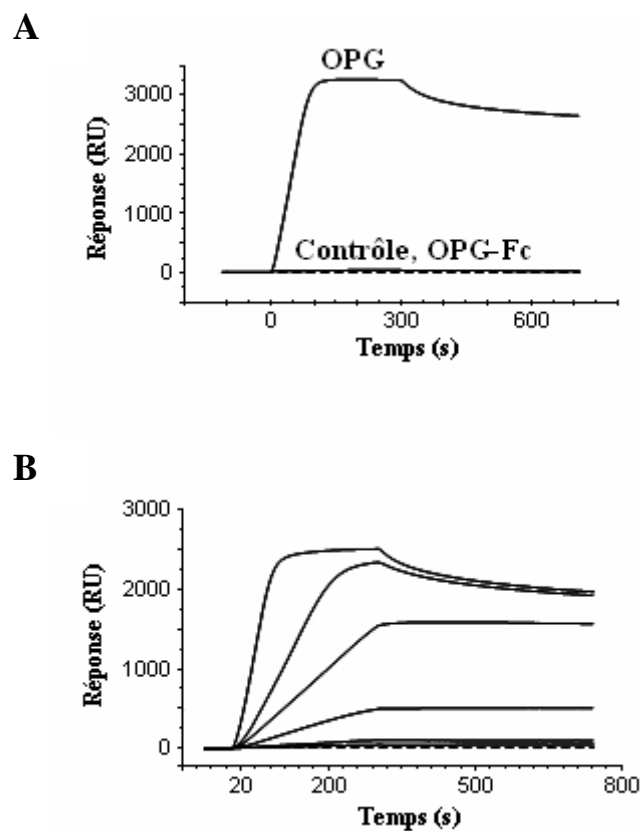 A
OPG
3000
2000
1000
0
Réponse (RU)
Contrôle, OPG-Fc
0 300 600
Temps (s)
B
3000
2000
1000
0
Réponse (RU)
20 200 500 800
Temps (s)